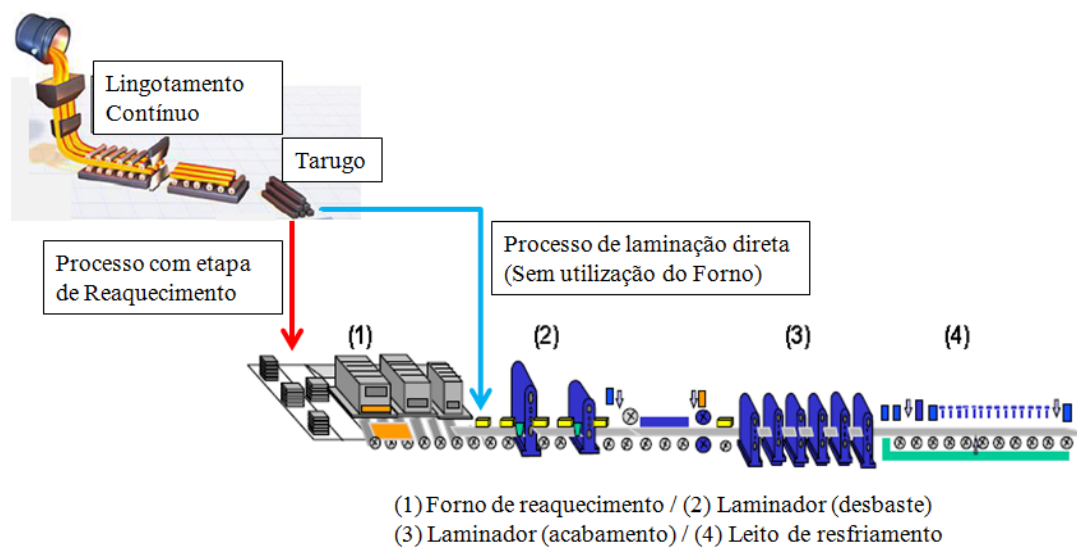 Lingotamento
Contínuo
Tarugo
Processo com etapa
de Reaquecimento
Processo de laminação direta
(Sem utilização do Forno)
(1)
(2)
(3)
(4)
(1) Forno de reaquecimento / (2) Laminador (desbaste)
(3) Laminador (acabamento) / (4) Leito de resfriamento